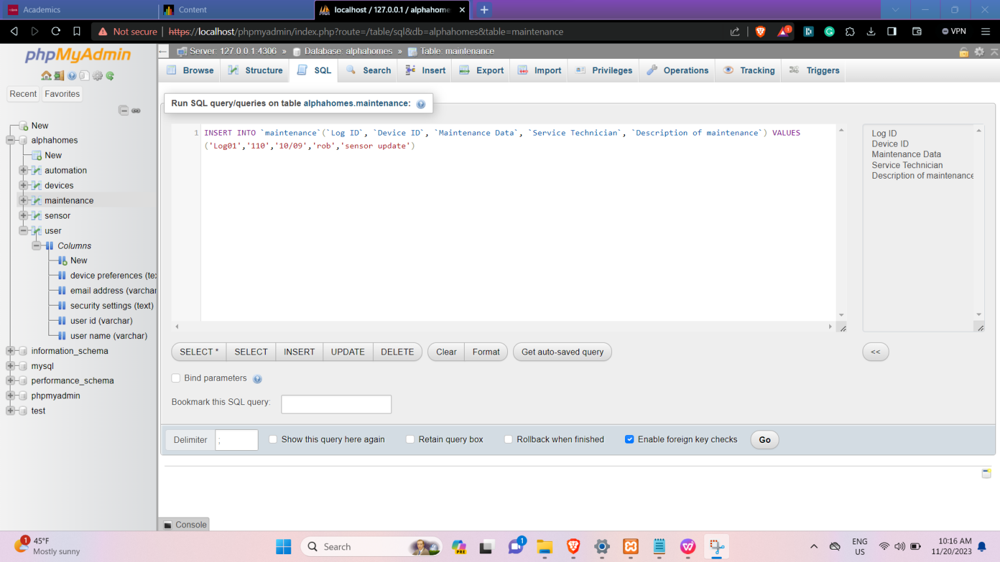 Academics
Content
localhost / 127.0.0.1 / alphahome
Not secure
https://localhost/phpmyadmin/index.php?route=/table/sql&db=alphahomes&table=maintenance
1
VPN
phpMyAdmin
Server: 127.0.0.1:4306 » Database: alphahomes » Table: maintenance
Browse
Structure
SQL
Search
Insert
Export
Import
Privileges
Operations
Tracking
Triggers
Recent
Favorites
New
alphahomes
New
automation
devices
maintenance
sensor
user
Columns
New
device preferences (te
email address (varchar
security settings (text)
user id (varchar)
user name (varchar)
information_schema
mysql
performance_schema
phpmyadmin
test
Run SQL query/queries on table alphahomes.maintenance:
1 INSERT INTO `maintenance`(`Log ID`, `Device ID`, `Maintenance Data`, `Service Technician`, `Description of maintenance`) VALUES
('Log01','110','10/09','rob','sensor update')
Log ID
Device ID
Maintenance Data
Service Technician
Description of maintenance
SELECT *
SELECT
INSERT
UPDATE
DELETE
Clear
Format
Get auto-saved query
<<
Bind parameters
Bookmark this SQL query:
Delimiter
;
Show this query here again
Retain query box
Rollback when finished
Enable foreign key checks
Go
Console
1
45°F
Mostly sunny
Search
PRE
1
ENG
US
10:16 AM
11/20/2023